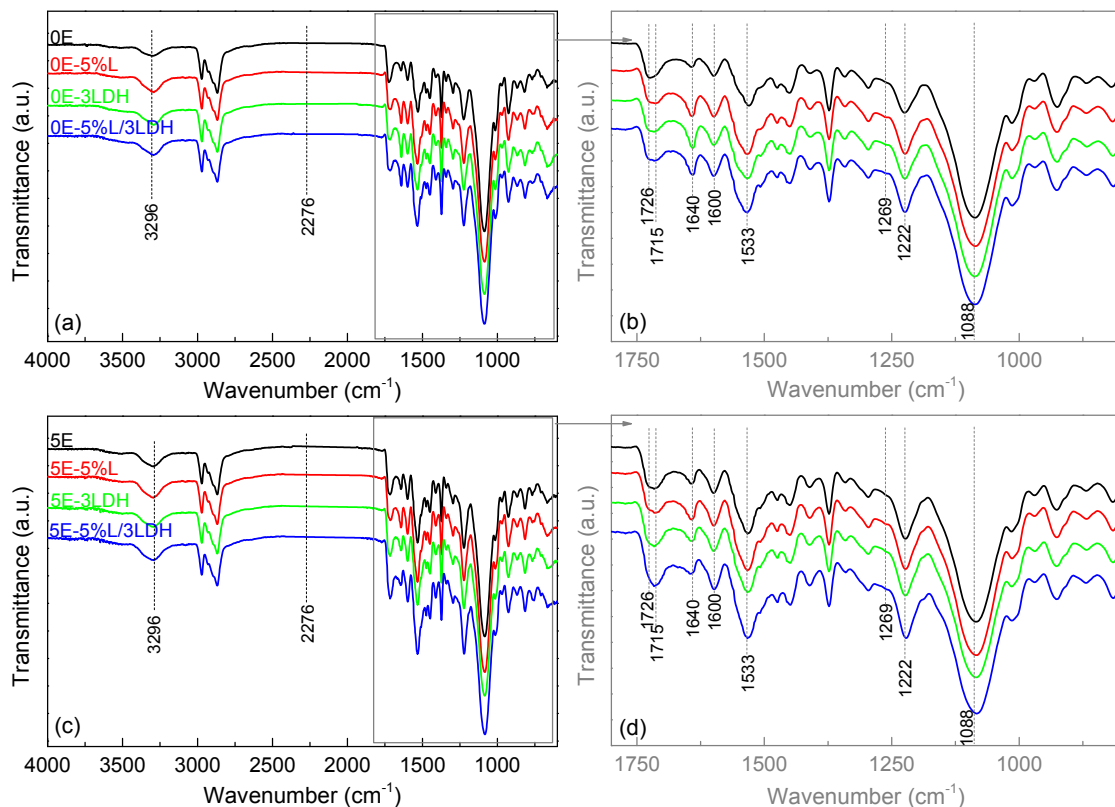 Transmittance (a.u.)
0E
0E-5%L
0E-3LDH
0E-5%L/3LDH
3296
2276
(a)
4000 3500 3000 2500 2000 1500 1000
Wavenumber (cm-1)
Transmittance (a.u.)
1726
1715
1640
1600
1533
1269
1222
1088
(b)
1750 1500 1250 1000
Wavenumber (cm-1)
Transmittance (a.u.)
5E
5E-5%L
5E-3LDH
5E-5%L/3LDH
3296
2276
(c)
4000 3500 3000 2500 2000 1500 1000
Wavenumber (cm-1)
Transmittance (a.u.)
1726
1715
1640
1600
1533
1269
1222
1088
(d)
1750 1500 1250 1000
Wavenumber (cm-1)